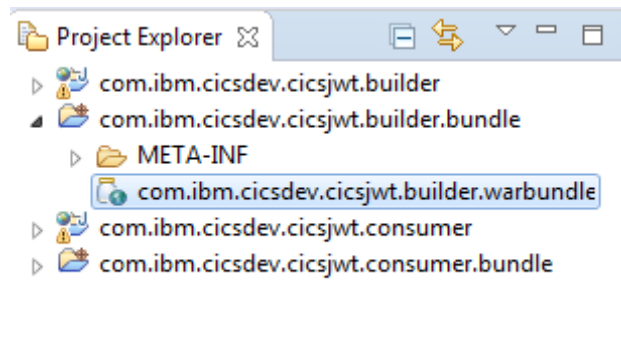 Project Explorer
com.ibm.cicsdev.cicsjwt.builder
com.ibm.cicsdev.cicsjwt.builder.bundle
META-INF
com.ibm.cicsdev.cicsjwt.builder.warbundle
com.ibm.cicsdev.cicsjwt.consumer
com.ibm.cicsdev.cicsjwt.consumer.bundle